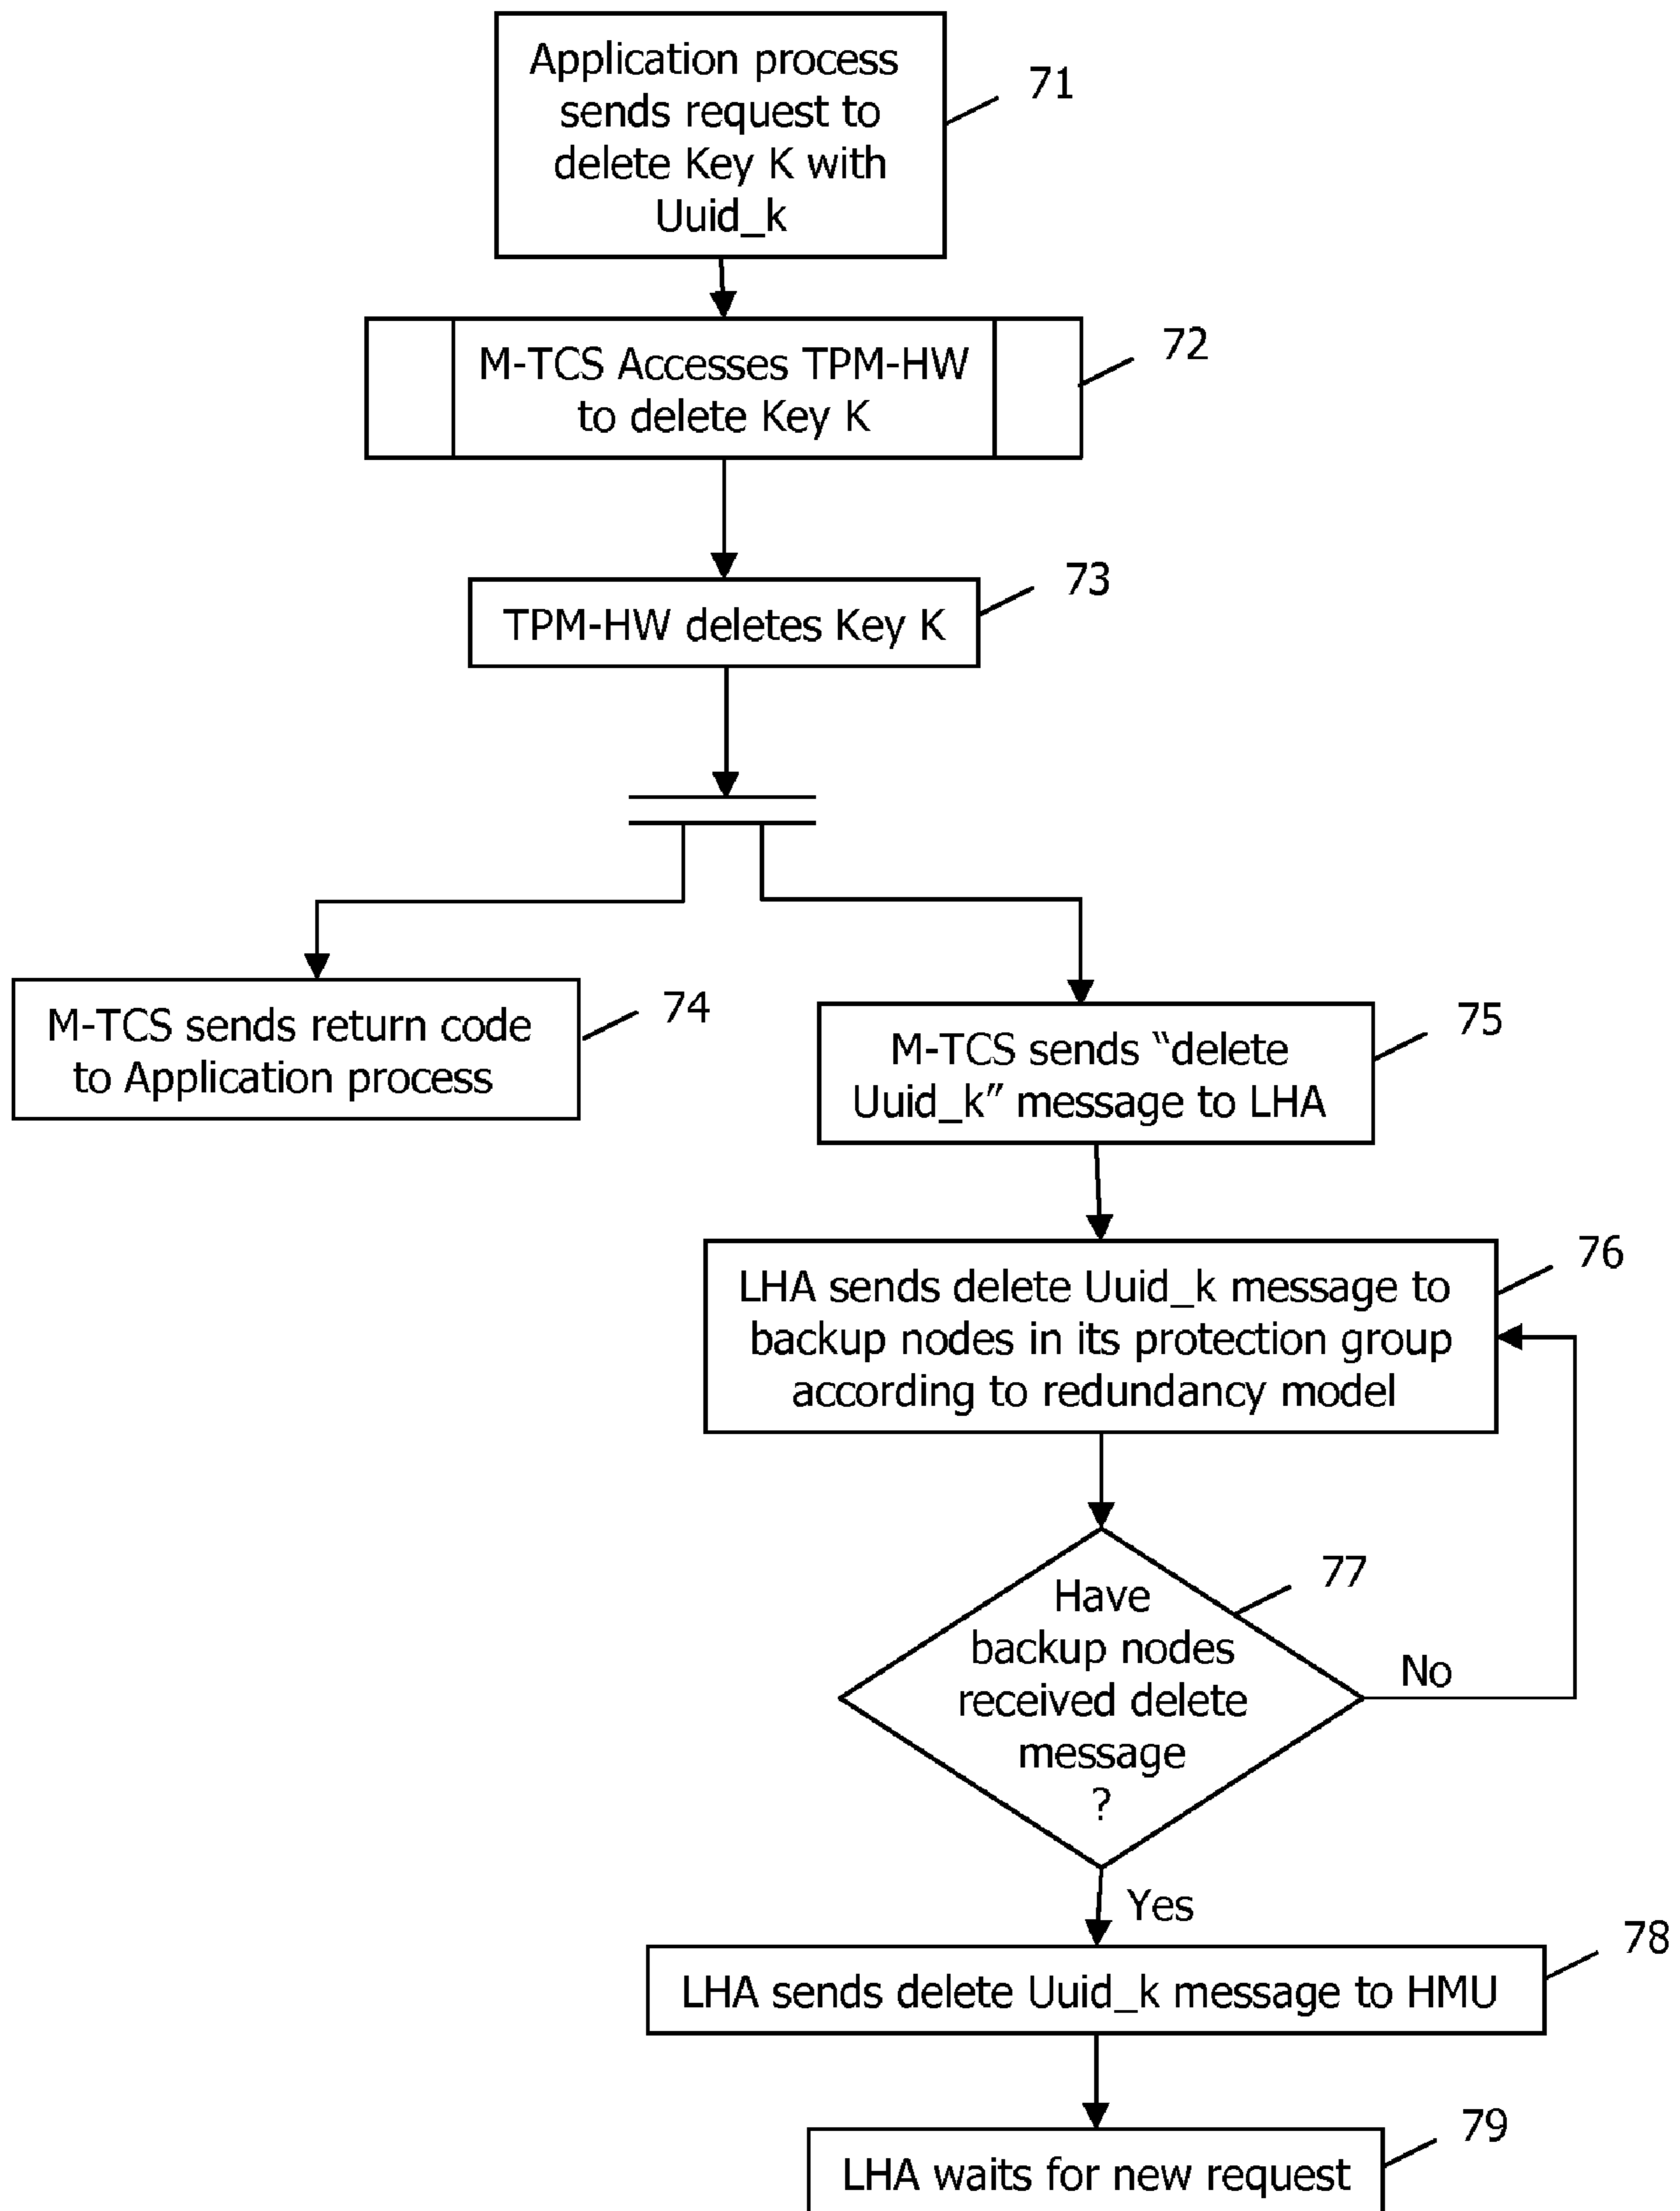 Application process
sends request to
delete Key K with
Uuid_k
71
M-TCS Accesses TPM-HW
to delete Key K
72
TPM-HW deletes Key K
73
M-TCS sends return code
to Application process
74
M-TCS sends “delete
Uuid_k” message to LHA
75
LHA sends delete Uuid_k message to
backup nodes in its protection group
according to redundancy model
76
Have
backup nodes
received delete
message
?
77
No
Yes
LHA sends delete Uuid_k message to HMU
78
LHA waits for new request
79